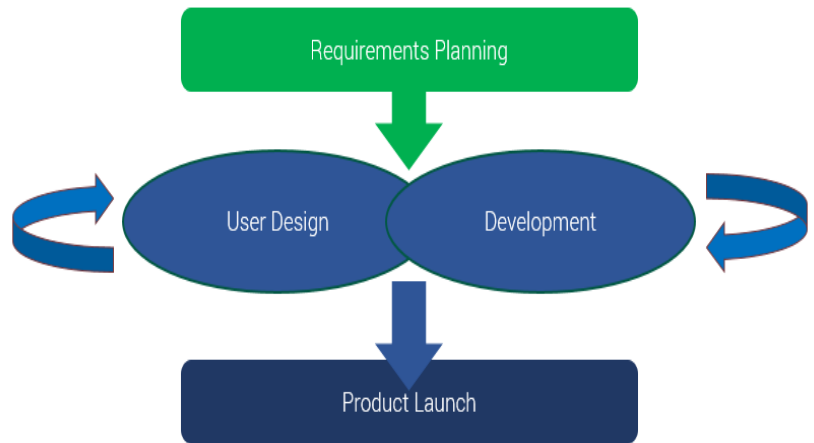 Requirements Planning
User Design
Development
Product Launch